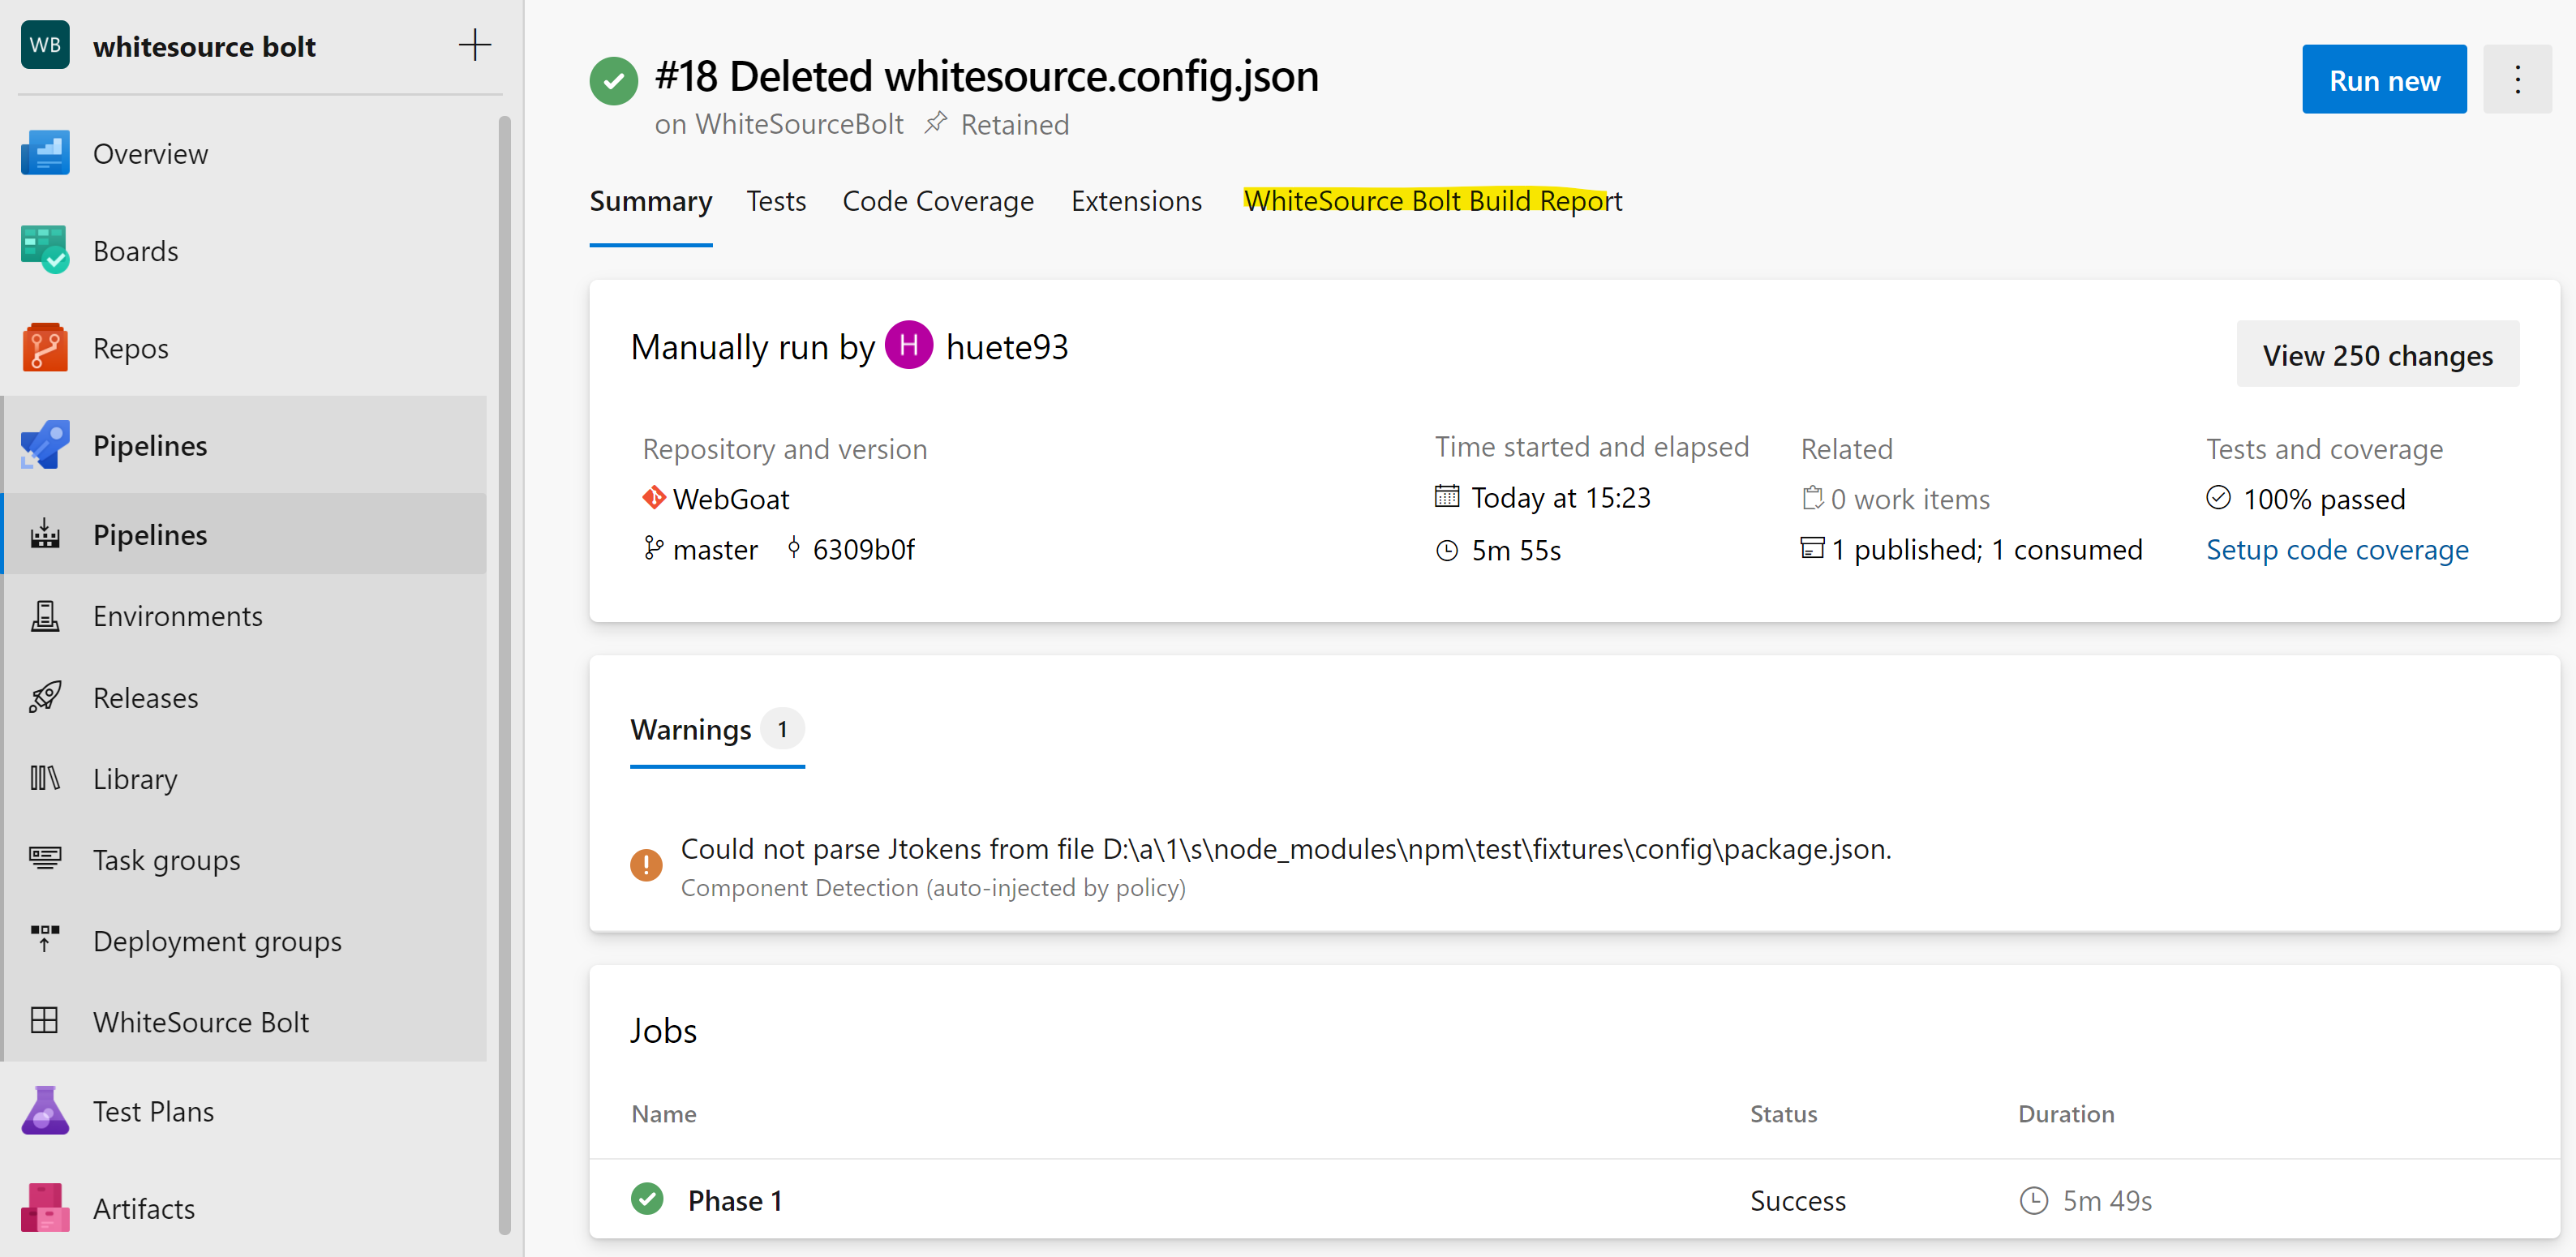 WB whitesource bolt
Overview
Boards
Repos
Pipelines
Pipelines
Environments
Releases
Library
Task groups
Deployment groups
WhiteSource Bolt
Test Plans
Artifacts
#18 Deleted whitesource.config.json
on WhiteSourceBolt Retained
Run new
Summary Tests Code Coverage Extensions WhiteSource Bolt Build Report
Manually run by H huete93
View 250 changes
Repository and version Time started and elapsed Related Tests and coverage
WebGoat Today at 15:23 0 work items 100% passed
master 6309b0f 5m 55s 1 published; 1 consumed Setup code coverage
Warnings 1
Could not parse Jtokens from file D:\a\1\s\node_modules\npm\test\fixtures\config\package.json.
Component Detection (auto-injected by policy)
Jobs
Name Status Duration
Phase 1 Success 5m 49s